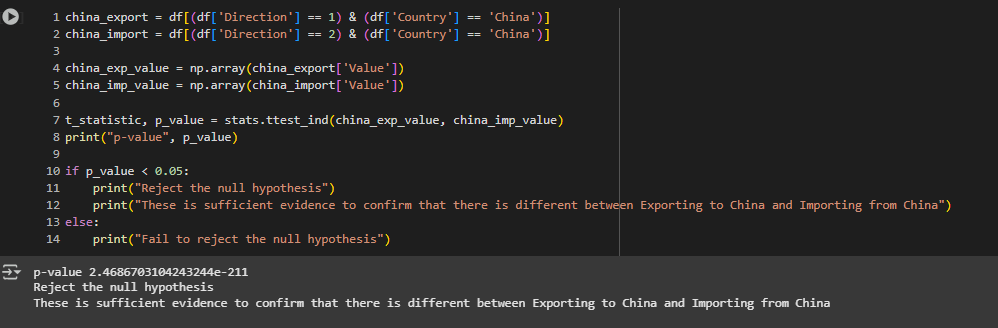 1 china_export = df[(df['Direction'] == 1) & (df['Country'] == 'China')]
2 china_import = df[(df['Direction'] == 2) & (df['Country'] == 'China')]
3
4 china_exp_value = np.array(china_export['Value'])
5 china_imp_value = np.array(china_import['Value'])
6
7 t_statistic, p_value = stats.ttest_ind(china_exp_value, china_imp_value)
8 print("p-value", p_value)
9
10 if p_value < 0.05:
11     print("Reject the null hypothesis")
12     print("These is sufficient evidence to confirm that there is different between Exporting to China and Importing from China")
13 else:
14     print("Fail to reject the null hypothesis")
p-value 2.4686703104243244e-211
Reject the null hypothesis
These is sufficient evidence to confirm that there is different between Exporting to China and Importing from China